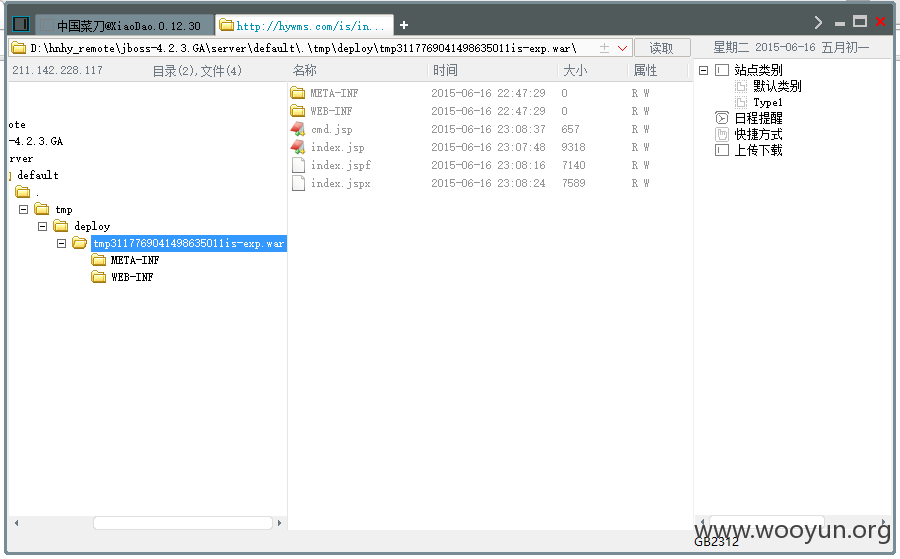 中国菜刀@XiaoDao.0.12.30 http://hywms.com/is/in... +
D:\hnhy_remote\jboss-4.2.3.GA\server\default\.\tmp\deploy\tmp3117769041498635011is-exp.war\ 读取 星期二 2015-06-16 五月初一
211.142.228.117 目录(2),文件(4) 名称 时间 大小 属性
META-INF 2015-06-16 22:47:29 0 R W
WEB-INF 2015-06-16 22:47:29 0 R W
cmd.jsp 2015-06-16 23:08:37 657 R W
index.jsp 2015-06-16 23:07:48 9318 R W
index.jspf 2015-06-16 23:08:16 7140 R W
index.jspx 2015-06-16 23:08:24 7589 R W
ote
-4.2.3.GA
rver
default
.
tmp
deploy
tmp3117769041498635011is-exp.war
META-INF
WEB-INF
站点类别
默认类别
Type1
日程提醒
快捷方式
上传下载
www.wooyun.org
GB2312